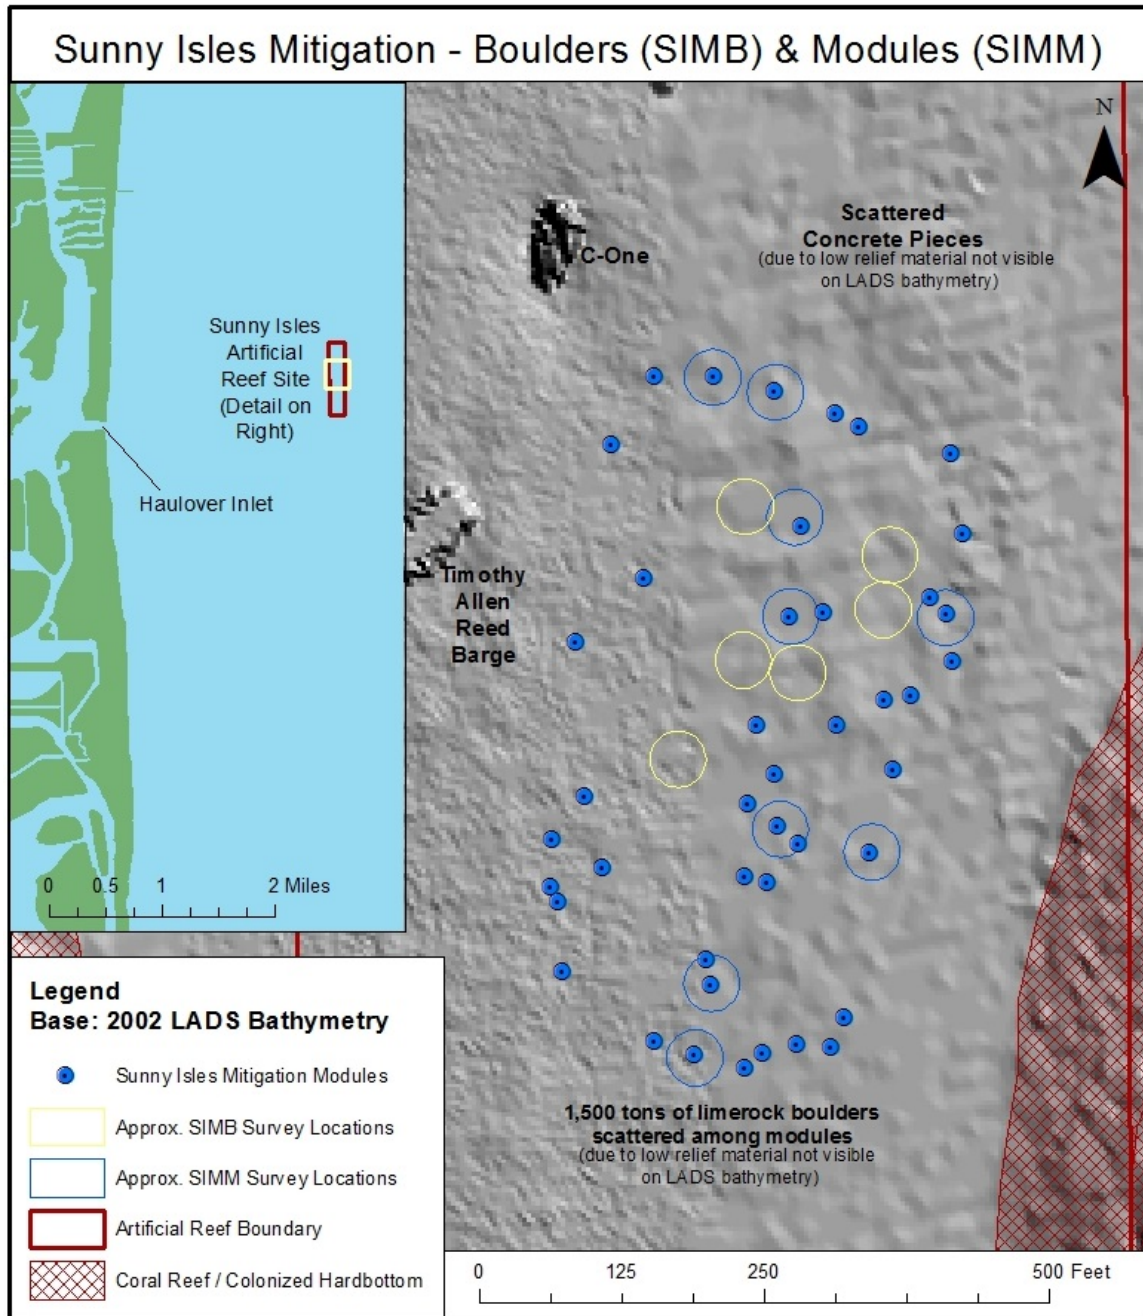 Sunny Isles Mitigation - Boulders (SIMB) & Modules (SIMM)
N
Scattered
Concrete Pieces
(due to low relief material not visible
on LADS bathymetry)
C-One
Sunny Isles
Artificial
Reef Site
(Detail on
Right)
Haulover Inlet
Timothy
Allen
Reed
Barge
0 0.5 1 2 Miles
Legend
Base: 2002 LADS Bathymetry
Sunny Isles Mitigation Modules
Approx. SIMB Survey Locations
Approx. SIMM Survey Locations
Artificial Reef Boundary
Coral Reef / Colonized Hardbottom
1,500 tons of limerock boulders
scattered among modules
(due to low relief material not visible
on LADS bathymetry)
0 125 250 500 Feet